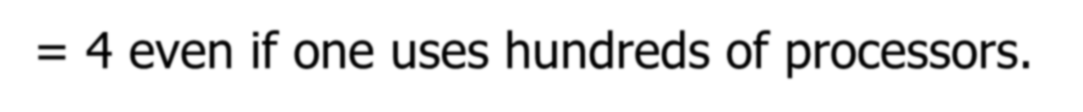 = 4 even if one uses hundreds of processors.